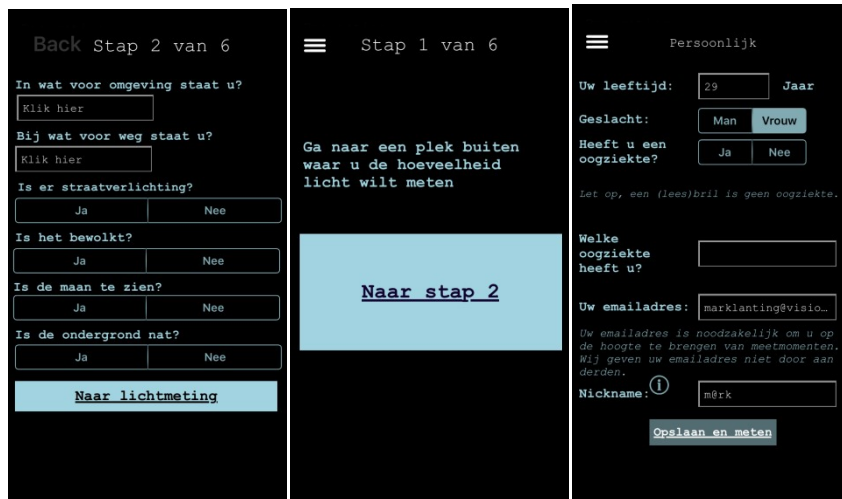 Back Stap 2 van 6
In wat voor omgeving staat u?
Klik hier
Bij wat voor weg staat u?
Klik hier
Is er straatverlichting?
Ja Nee
Is het bewolkt?
Ja Nee
Is de maan te zien?
Ja Nee
Is de ondergrond nat?
Ja Nee
Naar lichtmeting
Stap 1 van 6
Ga naar een plek buiten
waar u de hoeveelheid
licht wilt meten
Naar stap 2
Persoonlijk
Uw leeftijd: 29 Jaar
Geslacht: Man Vrouw
Heeft u een
oogziekte? Ja Nee
Let op, een (lees)bril is geen oogziekte.
Welke
oogziekte
heeft u?
Uw emailadres: marklanting@visio…
Uw emailadres is noodzakelijk om u op
de hoogte te brengen van meetmomenten.
Wij geven uw emailadres niet door aan
derden.
Nickname: i m@rk
Opslaan en meten